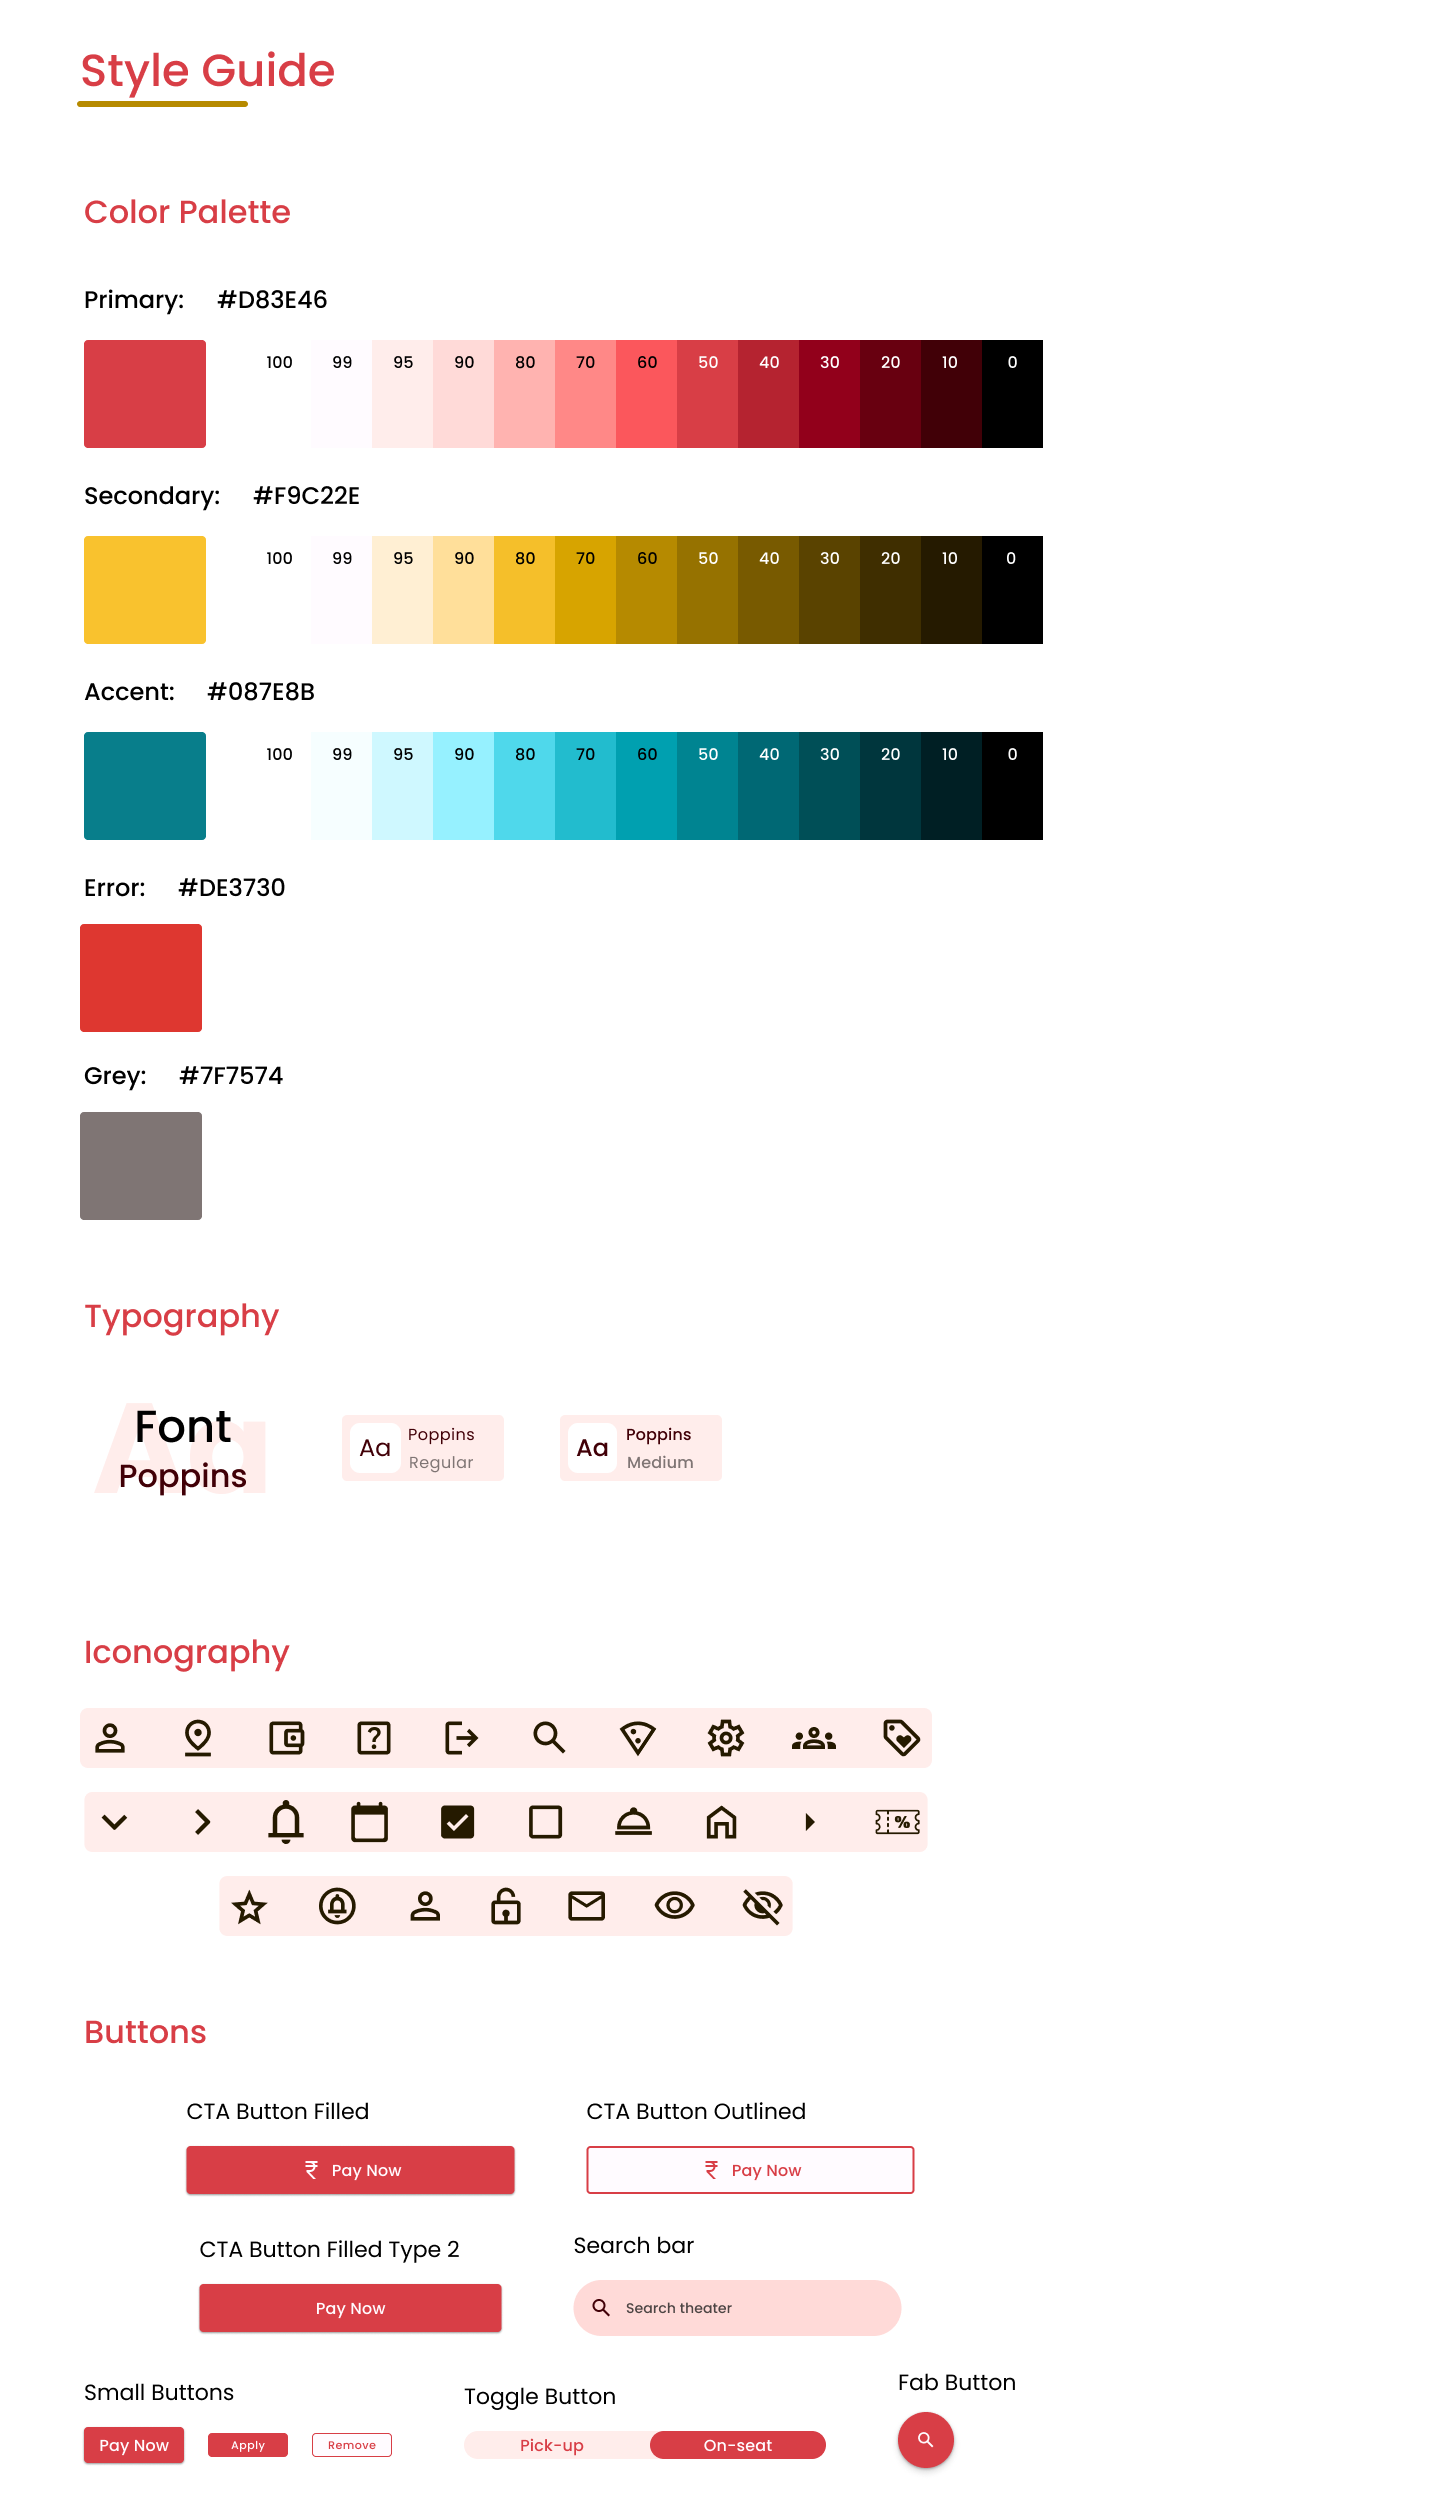 Style Guide
Color Palette
Primary: #D83E46
100 99 95 90 80 70 60 50 40 30 20 10 0
Secondary: #F9C22E
100 99 95 90 80 70 60 50 40 30 20 10 0
Accent: #087E8B
100 99 95 90 80 70 60 50 40 30 20 10 0
Error: #DE3730
Grey: #7F7574
Typography
Aa
Font
Poppins
Aa Poppins
Regular
Aa Poppins
Medium
Iconography
?
%
Buttons
CTA Button Filled
₹ Pay Now
CTA Button Outlined
₹ Pay Now
CTA Button Filled Type 2
Pay Now
Search bar
Search theater
Small Buttons
Pay Now Apply Remove
Toggle Button
Pick-up On-seat
Fab Button